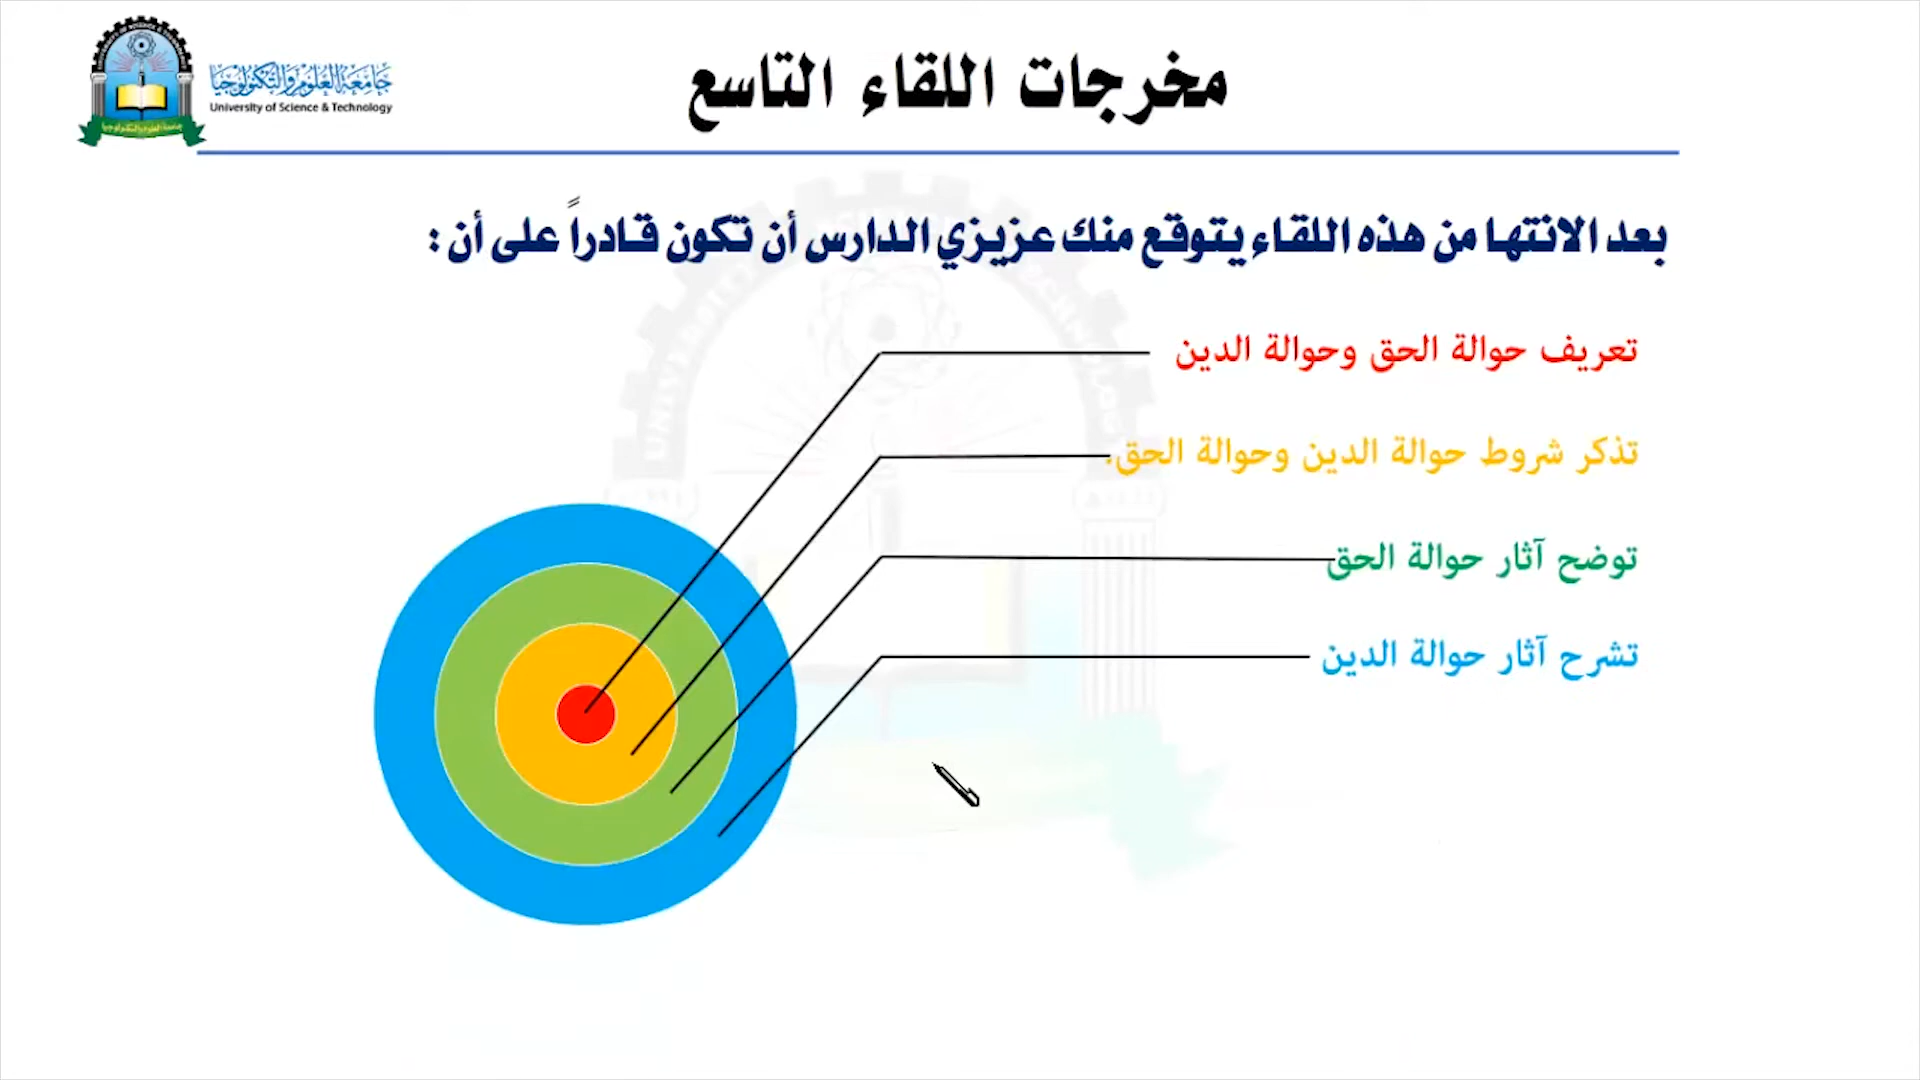 جامعة العلوم والتكنولوجيا
University of Science & Technology
مخرجات اللقاء التاسع
بعد الانتها من هذه اللقاء يتوقع منك عزيزي الدارس أن تكون قادراً على أن :
تعريف حوالة الحق وحوالة الدين
تذكر شروط حوالة الدين وحوالة الحق.
توضح آثار حوالة الحق
تشرح آثار حوالة الدين